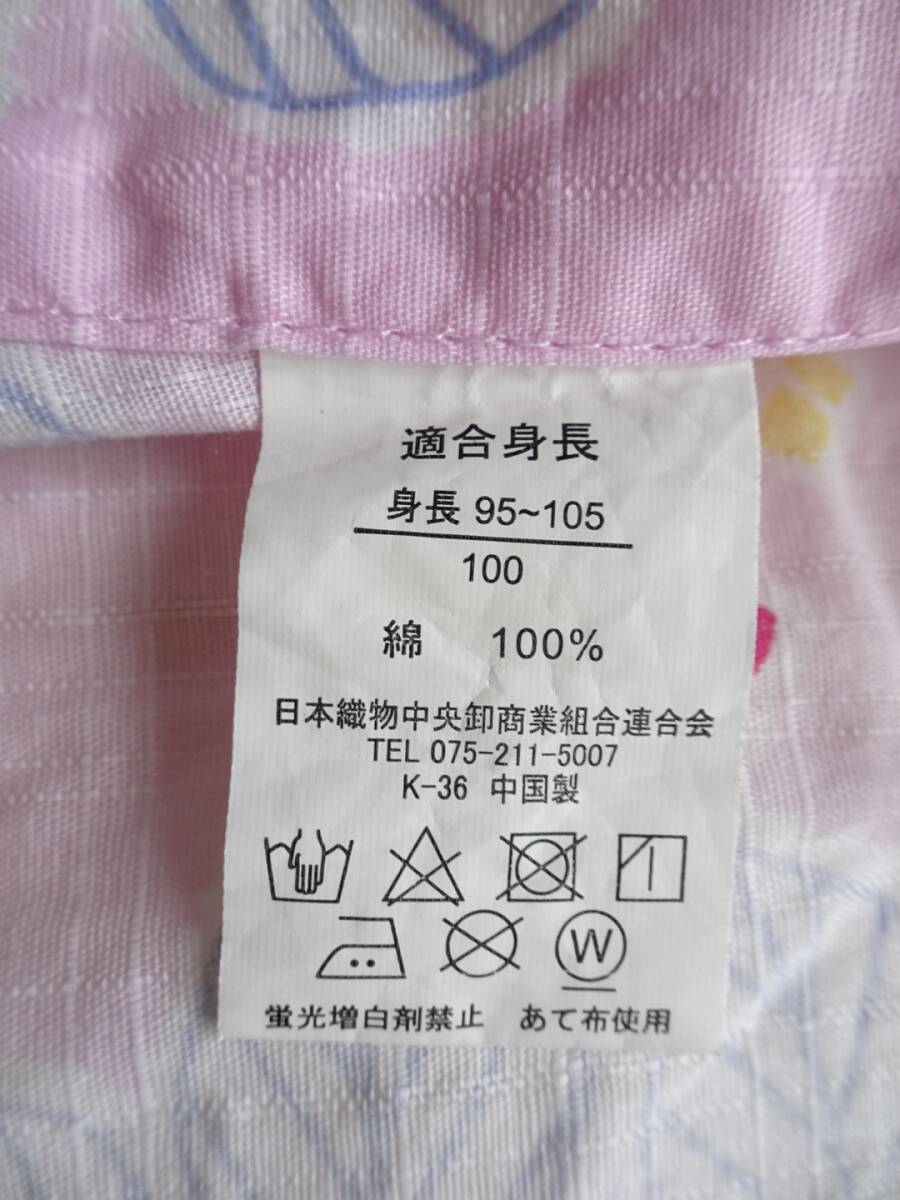 適合身長
身長 95~105
100
綿 100%
日本織物中央卸商業組合連合会
TEL 075-211-5007
K-36 中国製
W
蛍光増白剤禁止 あて布使用